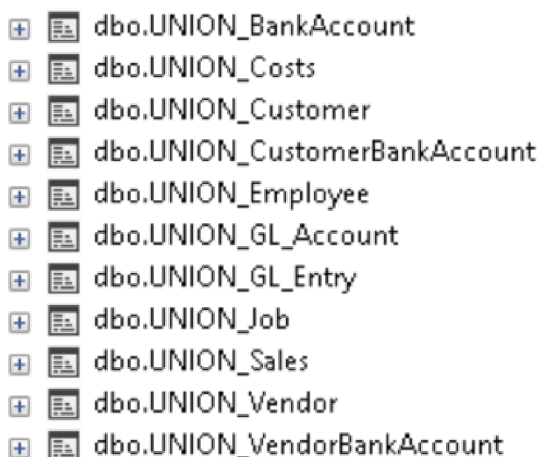 dbo.UNION_BankAccount
dbo.UNION_Costs
dbo.UNION_Customer
dbo.UNION_CustomerBankAccount
dbo.UNION_Employee
dbo.UNION_GL_Account
dbo.UNION_GL_Entry
dbo.UNION_Job
dbo.UNION_Sales
dbo.UNION_Vendor
dbo.UNION_VendorBankAccount